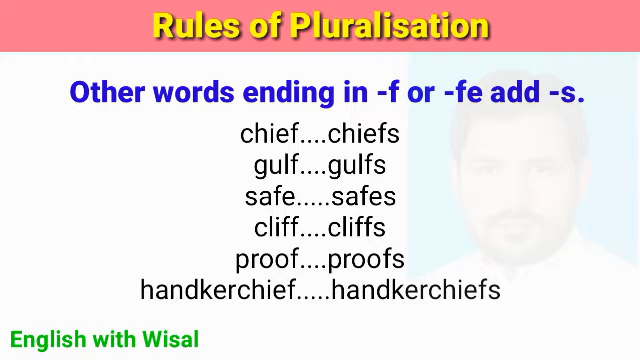 Rules of Pluralisation
Other words ending in -f or -fe add -s.
chief....chiefs
gulf....gulfs
safe.....safes
cliff....cliffs
proof....proofs
handkerchief.....handkerchiefs
English with Wisal